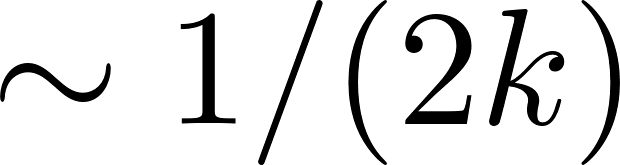 ∼ 1/(2k)